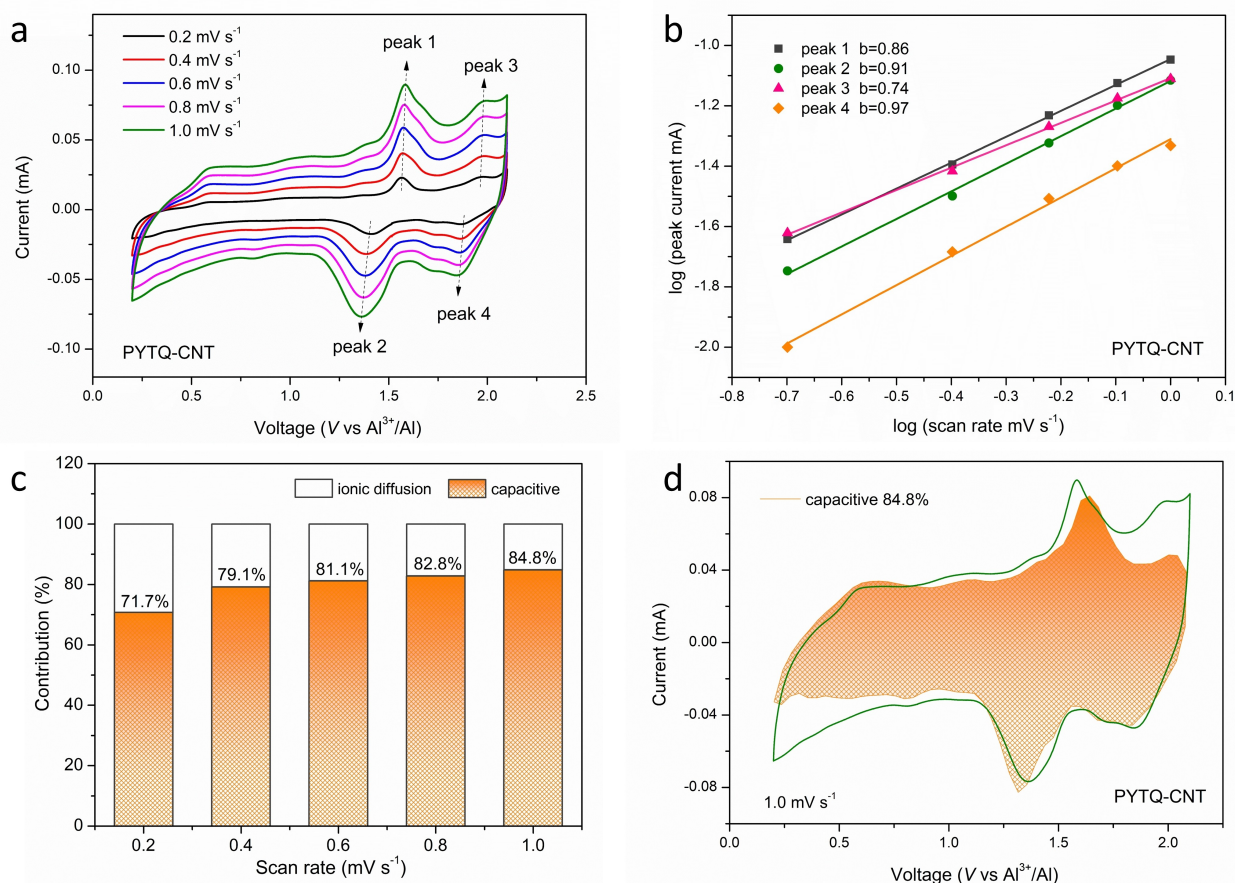 a
0.2 mV s⁻¹
0.4 mV s⁻¹
0.6 mV s⁻¹
0.8 mV s⁻¹
1.0 mV s⁻¹
peak 1
peak 3
peak 2
peak 4
PYTQ-CNT
0.10
0.05
0.00
-0.05
-0.10
Current (mA)
0.0 0.5 1.0 1.5 2.0 2.5
Voltage (V vs Al³⁺/Al)
b
peak 1 b=0.86
peak 2 b=0.91
peak 3 b=0.74
peak 4 b=0.97
PYTQ-CNT
-1.0
-1.2
-1.4
-1.6
-1.8
-2.0
log (peak current mA)
-0.8 -0.7 -0.6 -0.5 -0.4 -0.3 -0.2 -0.1 0.0 0.1
log (scan rate mV s⁻¹)
c
ionic diffusion
capacitive
71.7%
79.1%
81.1%
82.8%
84.8%
120
100
80
60
40
20
0
Contribution (%)
0.2 0.4 0.6 0.8 1.0
Scan rate (mV s⁻¹)
d
capacitive 84.8%
1.0 mV s⁻¹
PYTQ-CNT
0.08
0.04
0.00
-0.04
-0.08
Current (mA)
0.0 0.5 1.0 1.5 2.0
Voltage (V vs Al³⁺/Al)